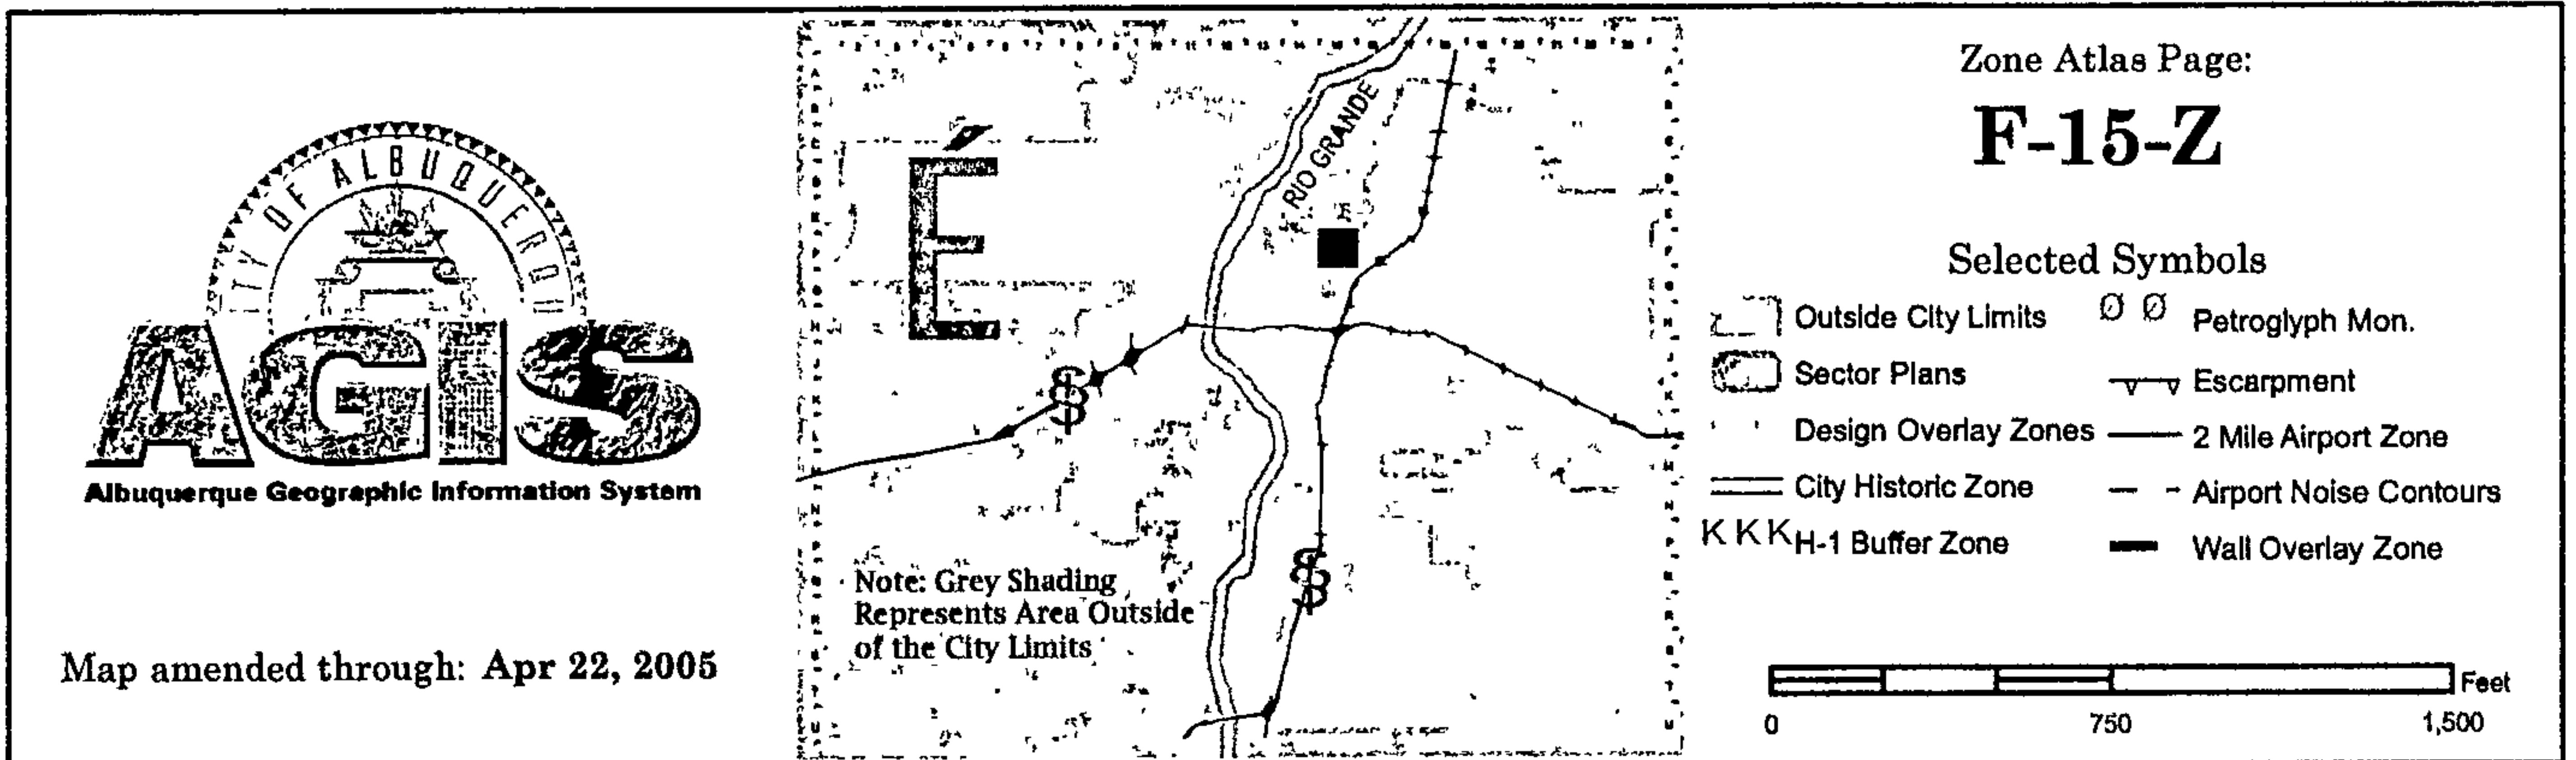 CITY OF ALBUQUERQUE
AGIS
Albuquerque Geographic Information System
Map amended through: Apr 22, 2005
É
RIO GRANDE
Note: Grey Shading
Represents Area Outside
of the City Limits
Zone Atlas Page:
F-15-Z
Selected Symbols
Outside City Limits
Sector Plans
Design Overlay Zones
City Historic Zone
K K K H-1 Buffer Zone
Ø Ø Petroglyph Mon.
Escarpment
2 Mile Airport Zone
Airport Noise Contours
Wall Overlay Zone
Feet
0 750 1,500